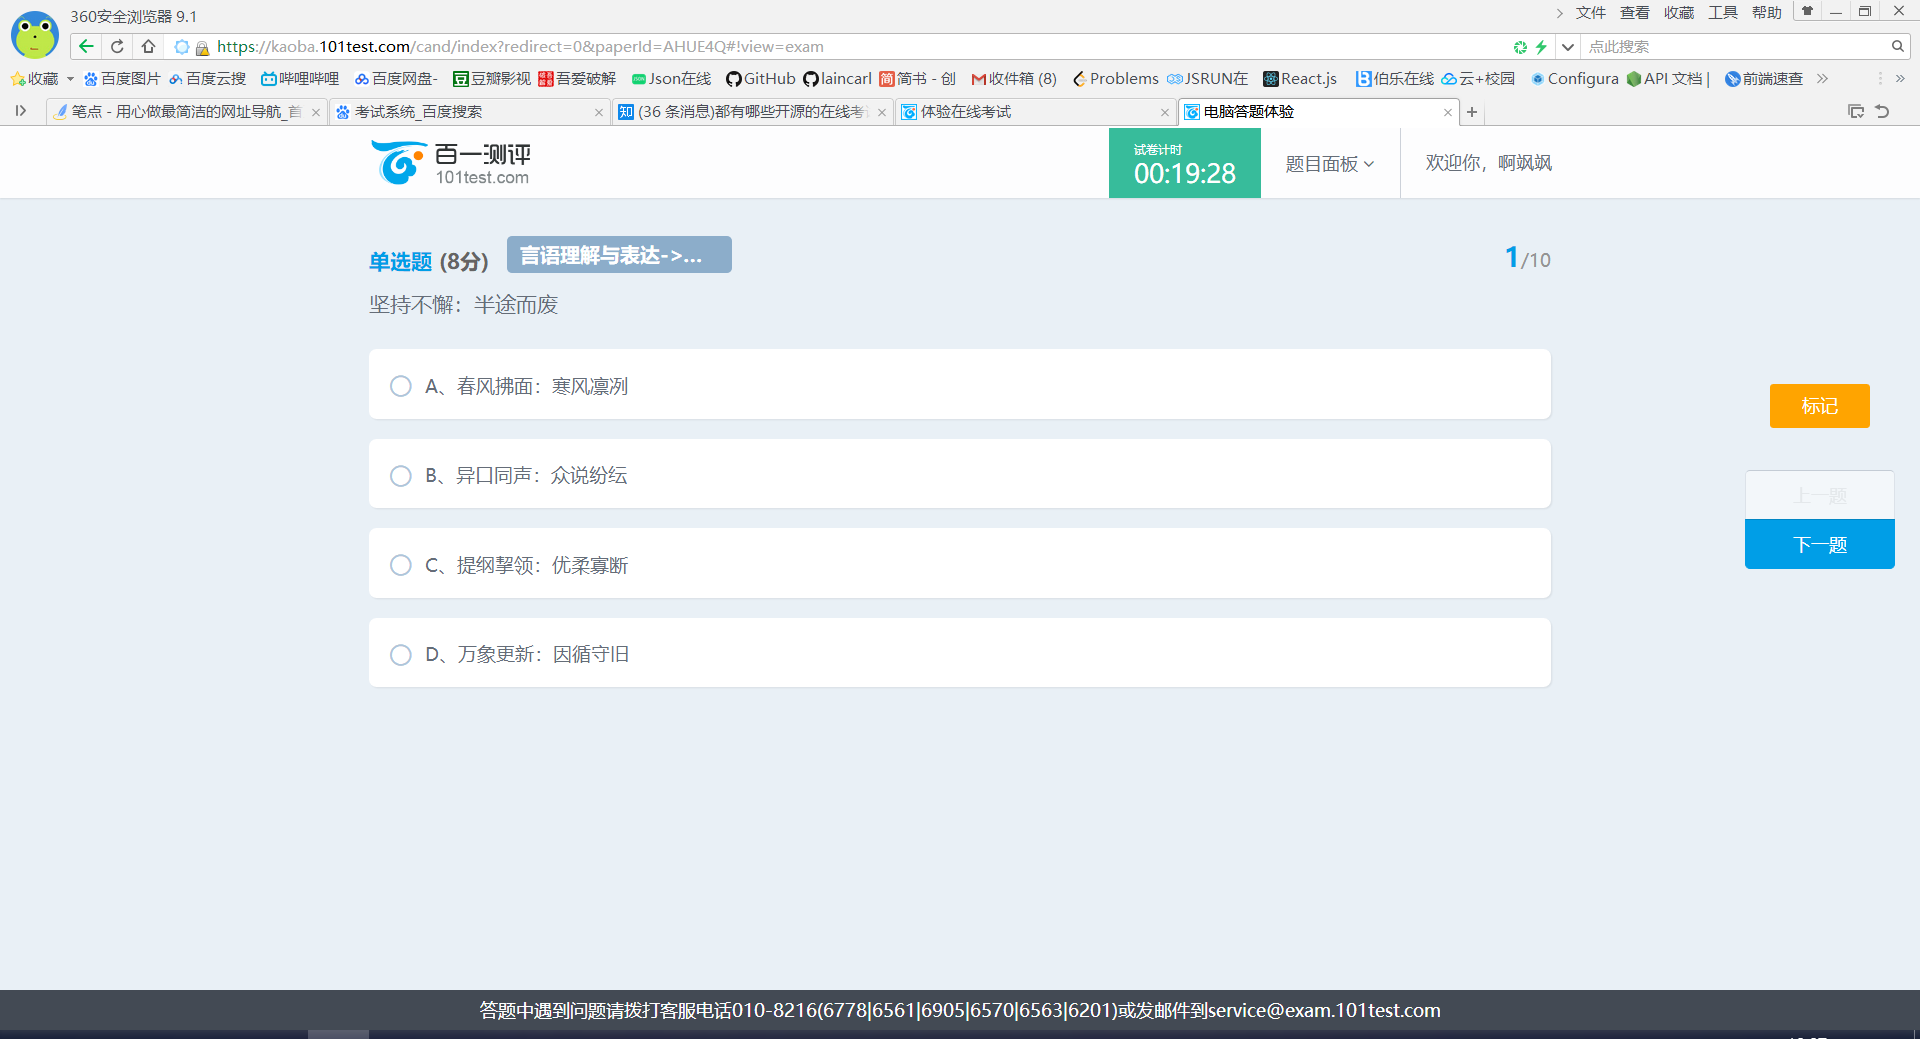 360安全浏览器 9.1
文件 查看 收藏 工具 帮助
https://kaoba.101test.com/cand/index?redirect=0&paperId=AHUE4Q#!view=exam
点此搜索
收藏 百度图片 百度云搜 哔哩哔哩 百度网盘- 豆瓣影视 吾爱破解 Json在线 GitHub laincarl 简书 - 创 收件箱 (8) Problems JSRUN在 React.js 伯乐在线 云+校园 Configura API 文档 | 前端速查
笔点 - 用心做最简洁的网址导航_首 考试系统_百度搜索 (36 条消息)都有哪些开源的在线考 体验在线考试 电脑答题体验
百一测评
101test.com
试卷计时
00:19:28
题目面板
欢迎你，啊飒飒
单选题 (8分) 言语理解与表达->...
1/10
坚持不懈：半途而废
A、春风拂面：寒风凛冽
B、异口同声：众说纷纭
C、提纲挈领：优柔寡断
D、万象更新：因循守旧
标记
上一题
下一题
答题中遇到问题请拨打客服电话010-8216(6778|6561|6905|6570|6563|6201)或发邮件到service@exam.101test.com